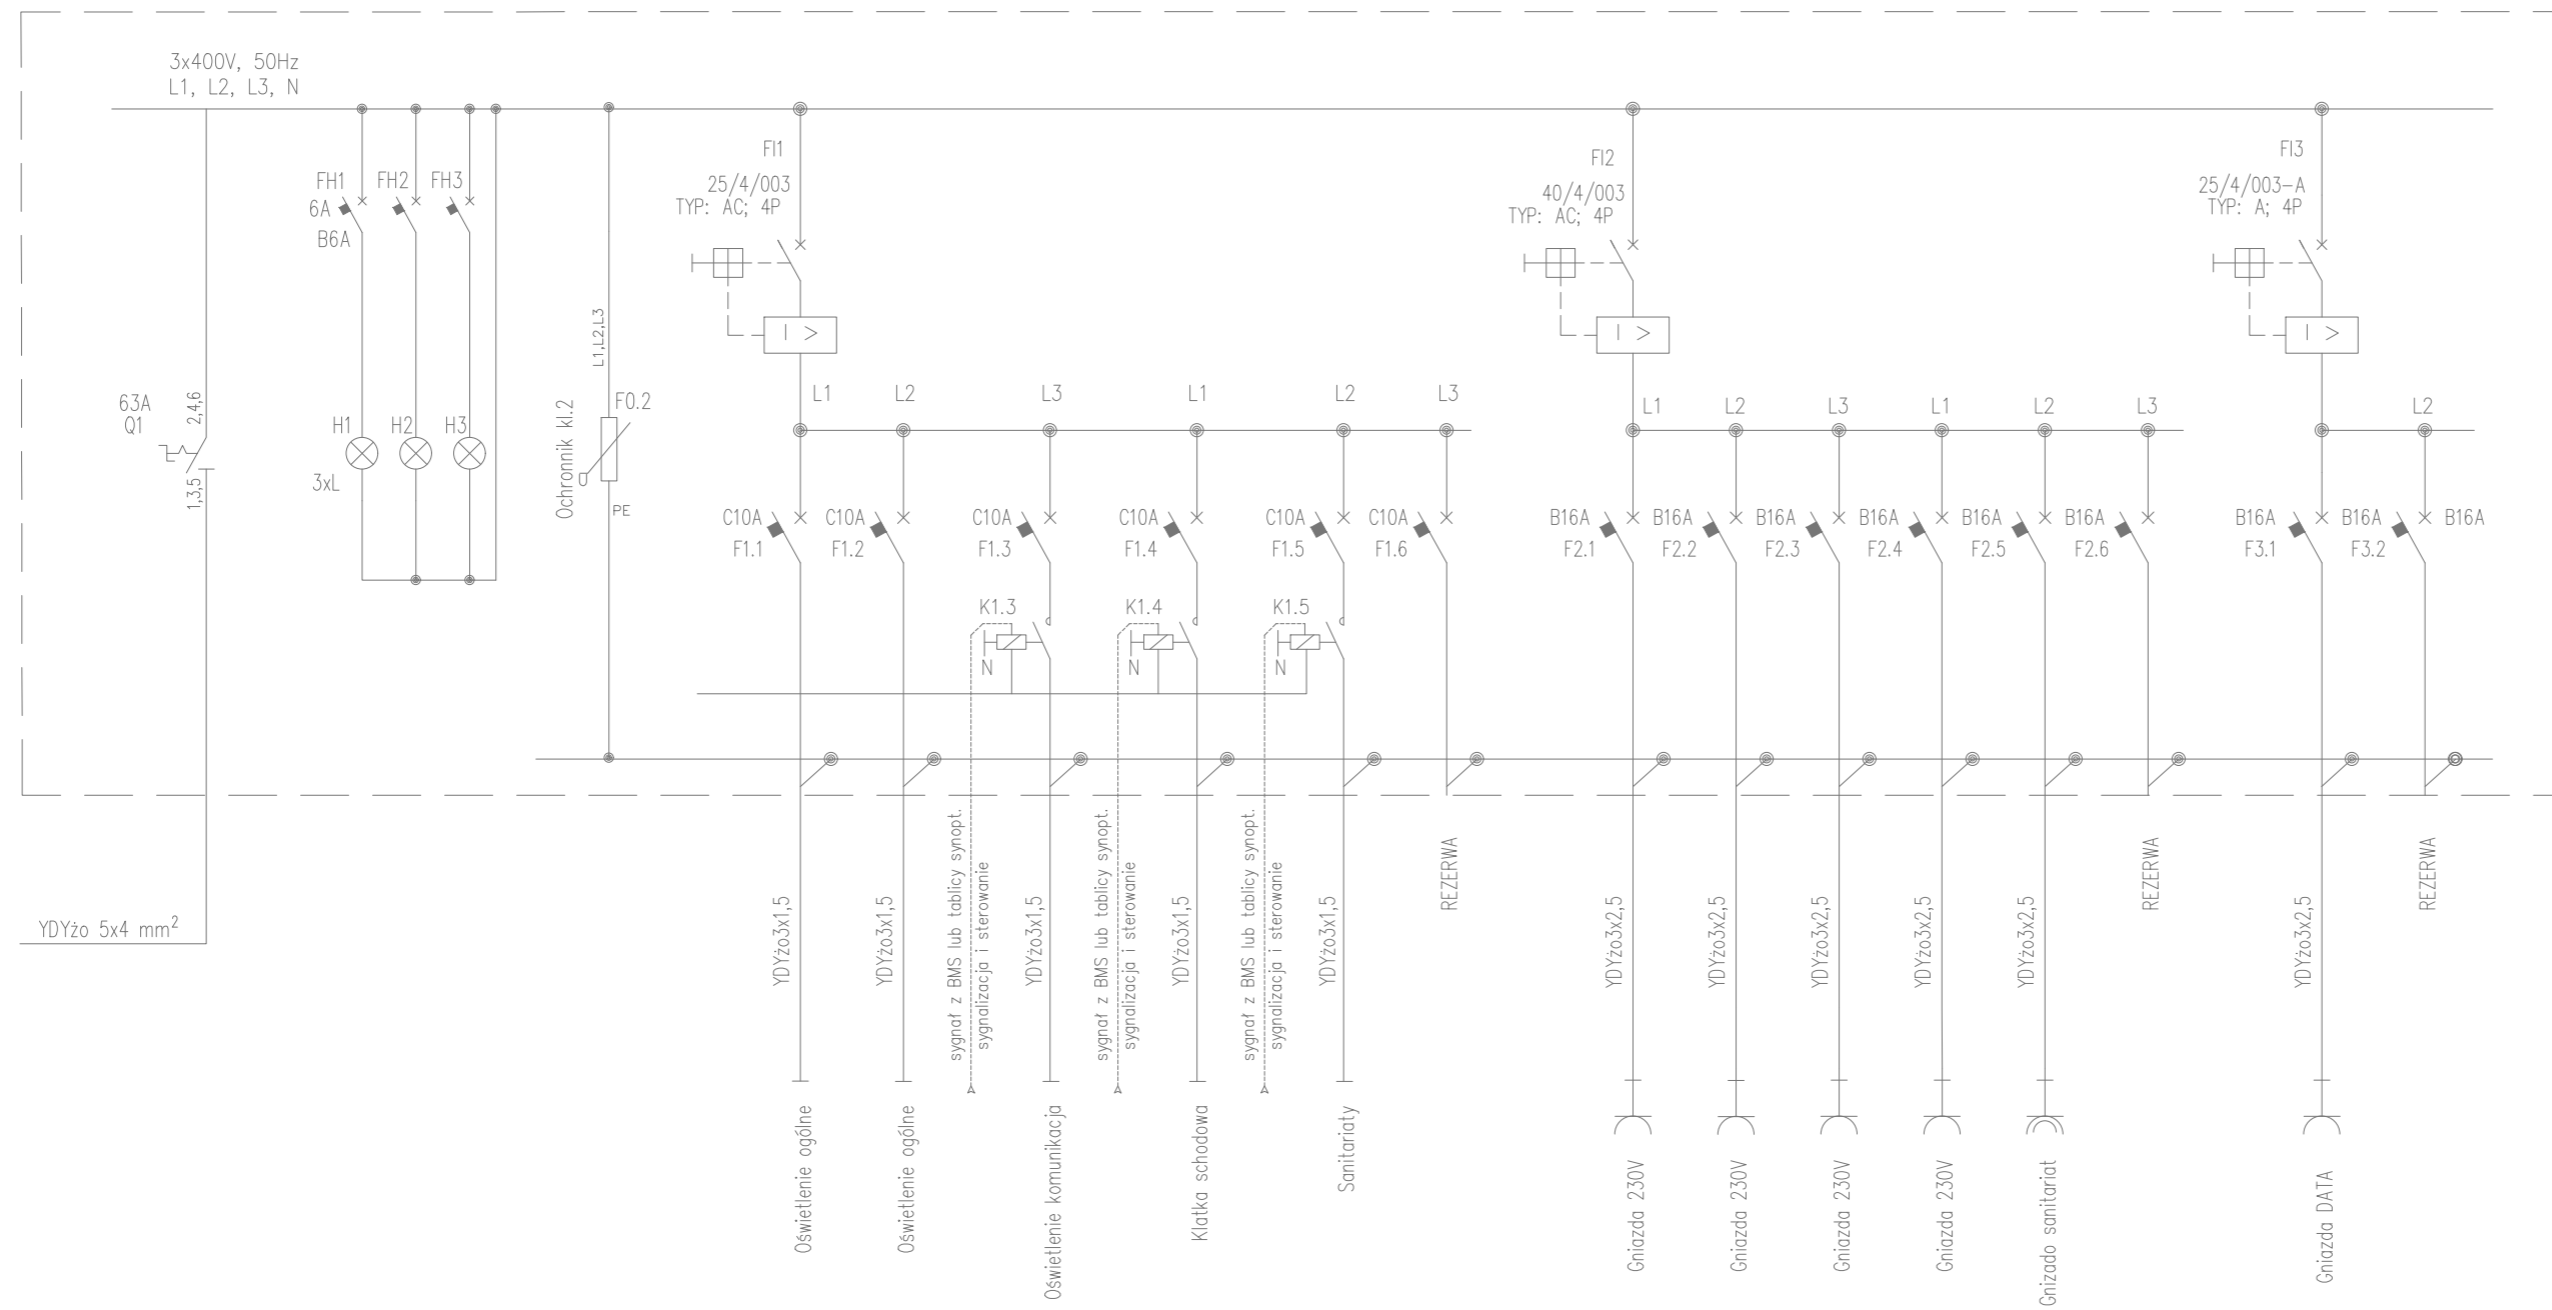 3x400V, 50Hz
L1, L2, L3, N
FH1
FH2
FH3
6A
B6A
63A
Q1
2,4,6
1,3,5
H1
H2
H3
3xL
L1,L2,L3
Ochronnik kl.2
F0.2
U
PE
YDYżo 5x4 mm²
FI1
25/4/003
TYP: AC; 4P
I >
FI2
40/4/003
TYP: AC; 4P
I >
FI3
25/4/003-A
TYP: A; 4P
I >
L1
L2
L3
L1
L2
L3
L1
L2
L3
L1
L2
L3
L2
C10A
F1.1
C10A
F1.2
C10A
F1.3
C10A
F1.4
C10A
F1.5
C10A
F1.6
B16A
F2.1
B16A
F2.2
B16A
F2.3
B16A
F2.4
B16A
F2.5
B16A
F2.6
B16A
F3.1
B16A
F3.2
B16A
K1.3
N
K1.4
N
K1.5
N
YDYżo3x1,5
YDYżo3x1,5
sygnał z BMS lub tablicy synopt.
sygnalizacja i sterowanie
YDYżo3x1,5
sygnał z BMS lub tablicy synopt.
sygnalizacja i sterowanie
YDYżo3x1,5
sygnał z BMS lub tablicy synopt.
sygnalizacja i sterowanie
YDYżo3x1,5
REZERWA
YDYżo3x2,5
YDYżo3x2,5
YDYżo3x2,5
YDYżo3x2,5
YDYżo3x2,5
REZERWA
YDYżo3x2,5
REZERWA
Oświetlenie ogólne
Oświetlenie ogólne
Oświetlenie komunikacja
Klatka schodowa
Sanitariaty
Gniazda 230V
Gniazda 230V
Gniazda 230V
Gniazda 230V
Gnizado sanitariat
Gniazda DATA